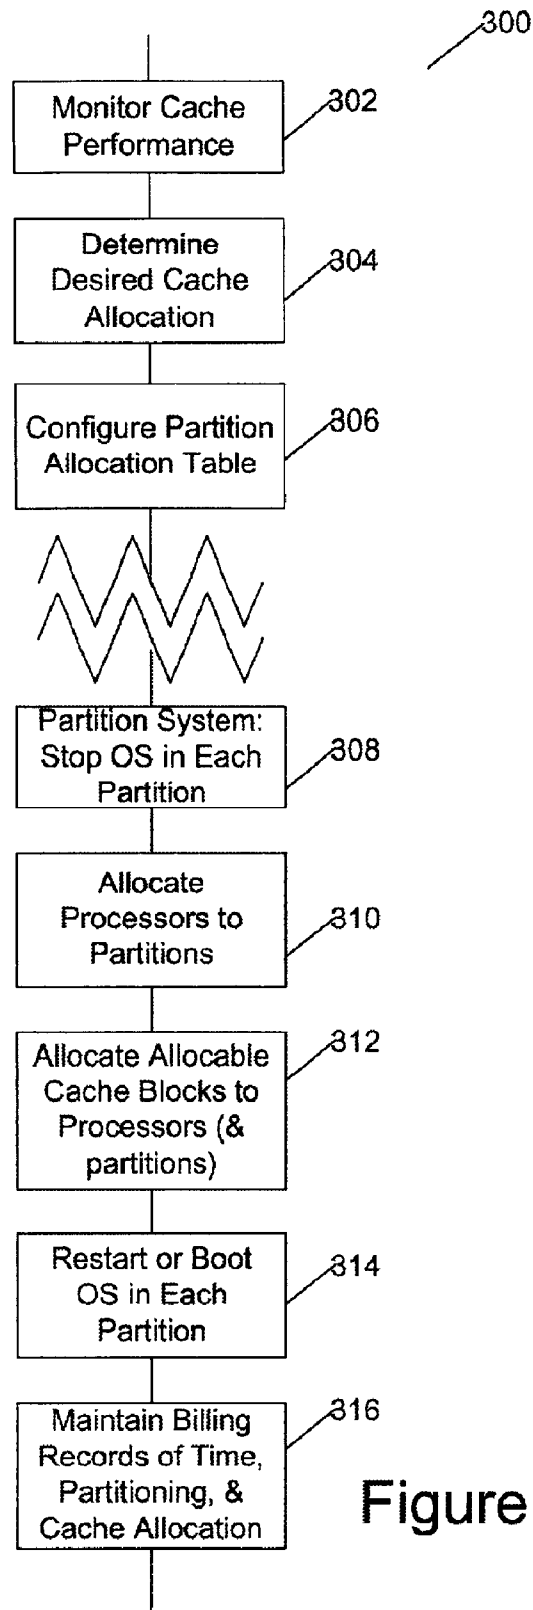 300
Monitor Cache
Performance
302
Determine
Desired Cache
Allocation
304
Configure Partition
Allocation Table
306
Partition System:
Stop OS in Each
Partition
308
Allocate
Processors to
Partitions
310
Allocate Allocable
Cache Blocks to
Processors (&
partitions)
312
Restart or Boot
OS in Each
Partition
314
Maintain Billing
Records of Time,
Partitioning, &
Cache Allocation
316
Figure